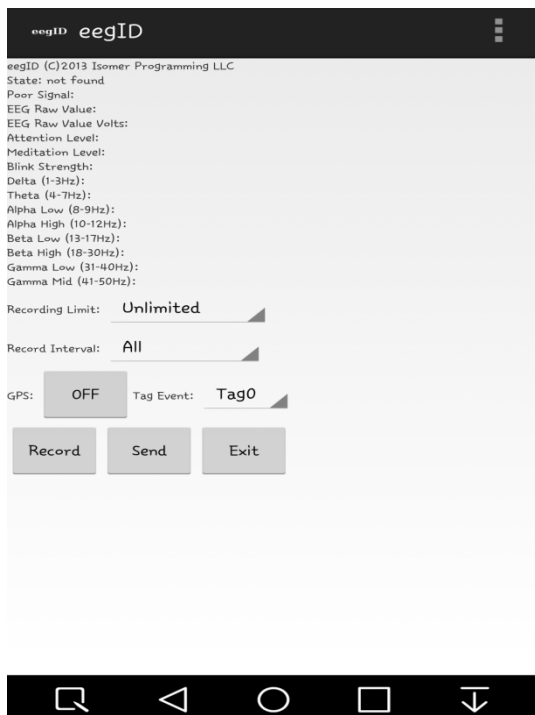 eegID eegID
eegID (C)2013 Isomer Programming LLC
State: not found
Poor Signal:
EEG Raw Value:
EEG Raw Value Volts:
Attention Level:
Meditation Level:
Blink Strength:
Delta (1-3Hz):
Theta (4-7Hz):
Alpha Low (8-9Hz):
Alpha High (10-12Hz):
Beta Low (13-17Hz):
Beta High (18-30Hz):
Gamma Low (31-40Hz):
Gamma Mid (41-50Hz):
Recording Limit: Unlimited
Record Interval: All
GPS: OFF Tag Event: Tag0
Record Send Exit